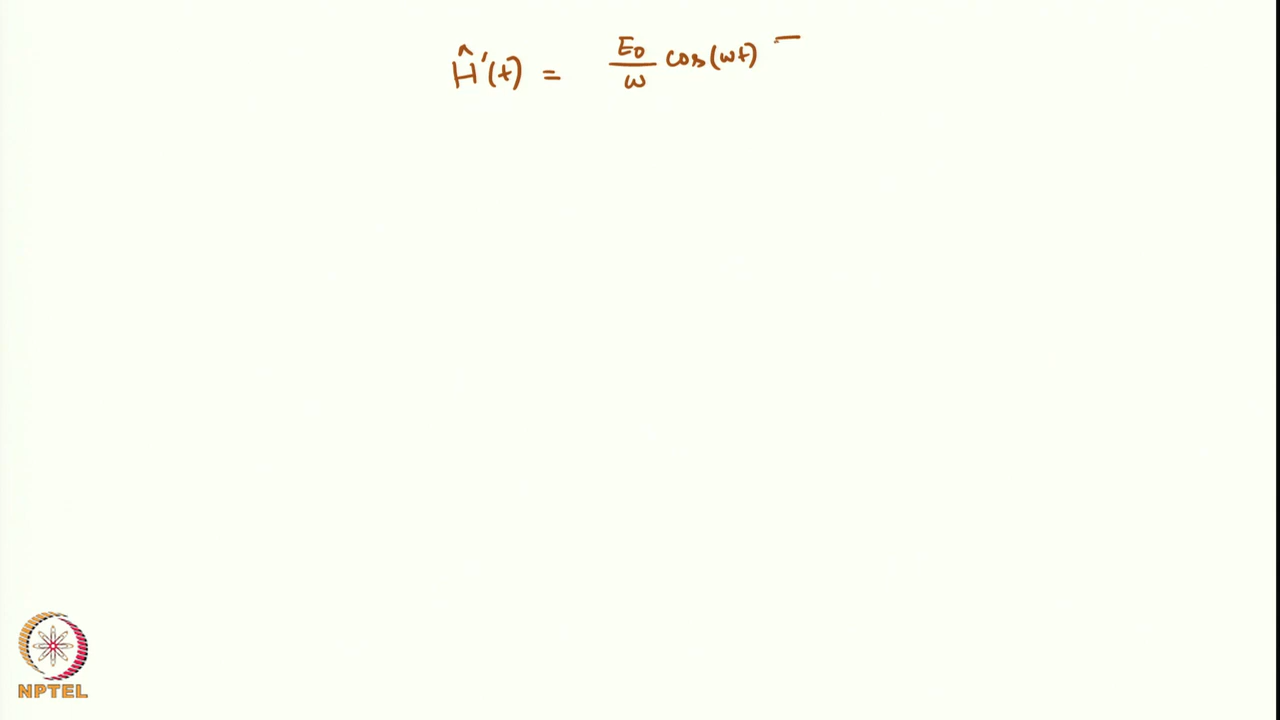 Ĥ'(t) = E₀/ω cos(ωt) —
NPTEL